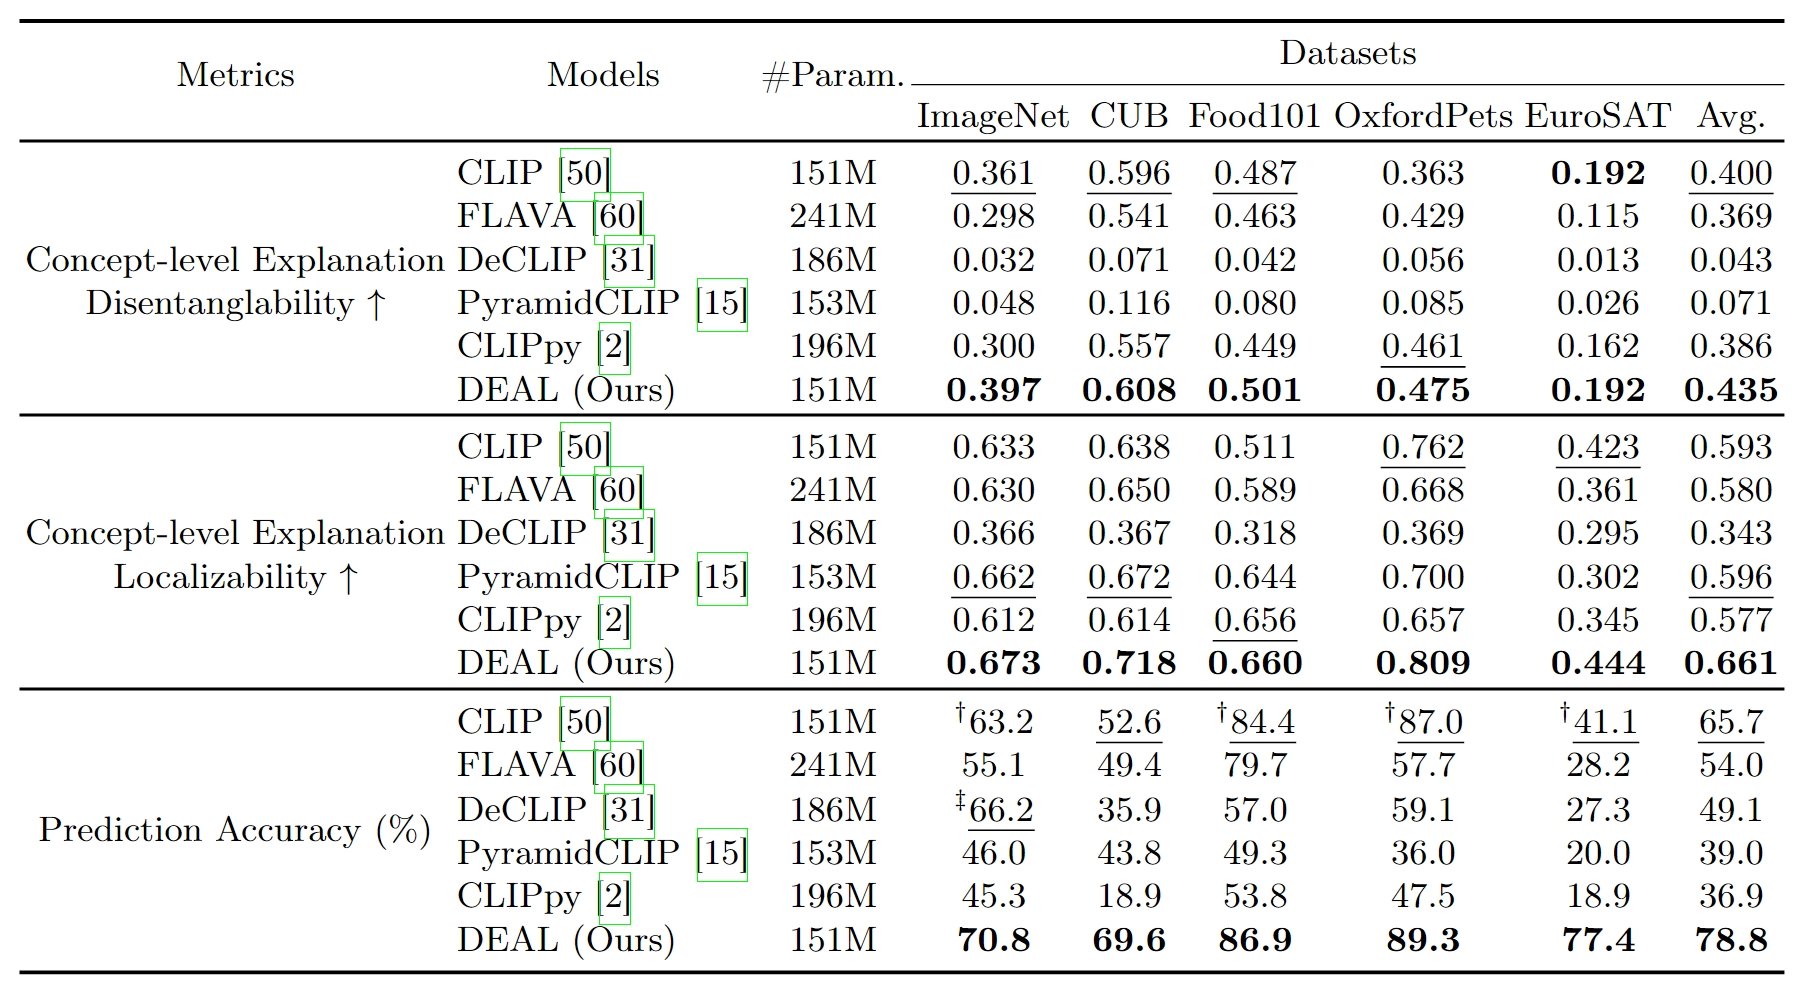 Metrics Models #Param. Datasets
ImageNet CUB Food101 OxfordPets EuroSAT Avg.
CLIP [50] 151M 0.361 0.596 0.487 0.363 0.192 0.400
FLAVA [60] 241M 0.298 0.541 0.463 0.429 0.115 0.369
Concept-level Explanation DeCLIP [31] 186M 0.032 0.071 0.042 0.056 0.013 0.043
Disentanglability ↑ PyramidCLIP [15] 153M 0.048 0.116 0.080 0.085 0.026 0.071
CLIPpy [2] 196M 0.300 0.557 0.449 0.461 0.162 0.386
DEAL (Ours) 151M 0.397 0.608 0.501 0.475 0.192 0.435
CLIP [50] 151M 0.633 0.638 0.511 0.762 0.423 0.593
FLAVA [60] 241M 0.630 0.650 0.589 0.668 0.361 0.580
Concept-level Explanation DeCLIP [31] 186M 0.366 0.367 0.318 0.369 0.295 0.343
Localizability ↑ PyramidCLIP [15] 153M 0.662 0.672 0.644 0.700 0.302 0.596
CLIPpy [2] 196M 0.612 0.614 0.656 0.657 0.345 0.577
DEAL (Ours) 151M 0.673 0.718 0.660 0.809 0.444 0.661
CLIP [50] 151M †63.2 52.6 †84.4 †87.0 †41.1 65.7
FLAVA [60] 241M 55.1 49.4 79.7 57.7 28.2 54.0
DeCLIP [31] 186M ‡66.2 35.9 57.0 59.1 27.3 49.1
Prediction Accuracy (%)
PyramidCLIP [15] 153M 46.0 43.8 49.3 36.0 20.0 39.0
CLIPpy [2] 196M 45.3 18.9 53.8 47.5 18.9 36.9
DEAL (Ours) 151M 70.8 69.6 86.9 89.3 77.4 78.8